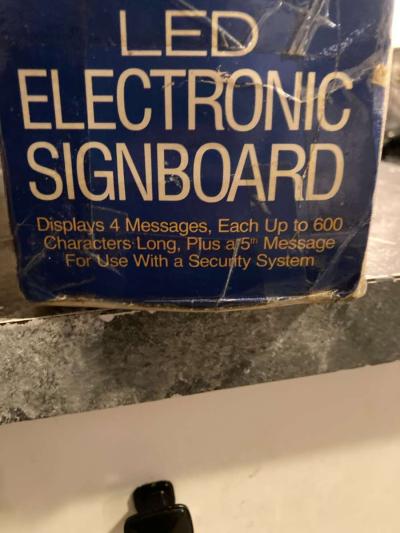 LED
ELECTRONIC
SIGNBOARD
Displays 4 Messages, Each Up to 600
Characters Long, Plus a 5th Message
For Use With a Security System